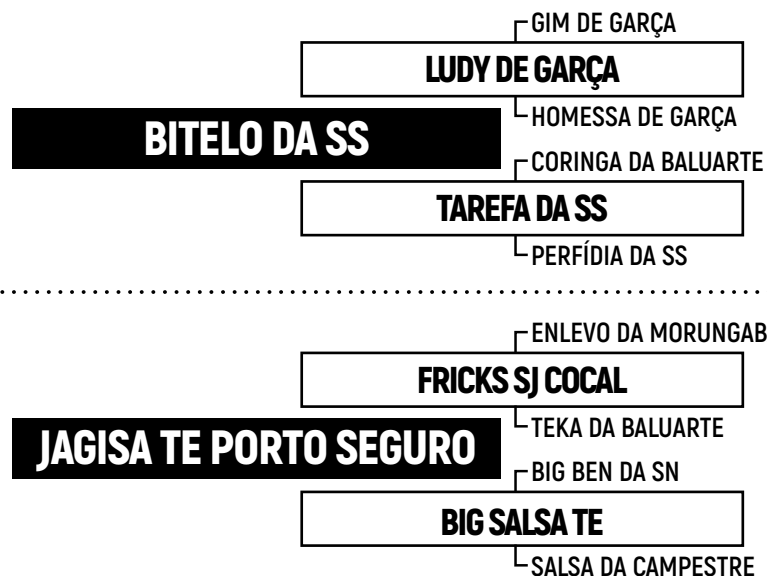 GIM DE GARÇA
LUDY DE GARÇA
HOMESSA DE GARÇA
BITELO DA SS
CORINGA DA BALUARTE
TAREFA DA SS
PERFÍDIA DA SS
ENLEVO DA MORUNGAB
FRICKS SJ COCAL
TEKA DA BALUARTE
JAGISA TE PORTO SEGURO
BIG BEN DA SN
BIG SALSA TE
SALSA DA CAMPESTRE